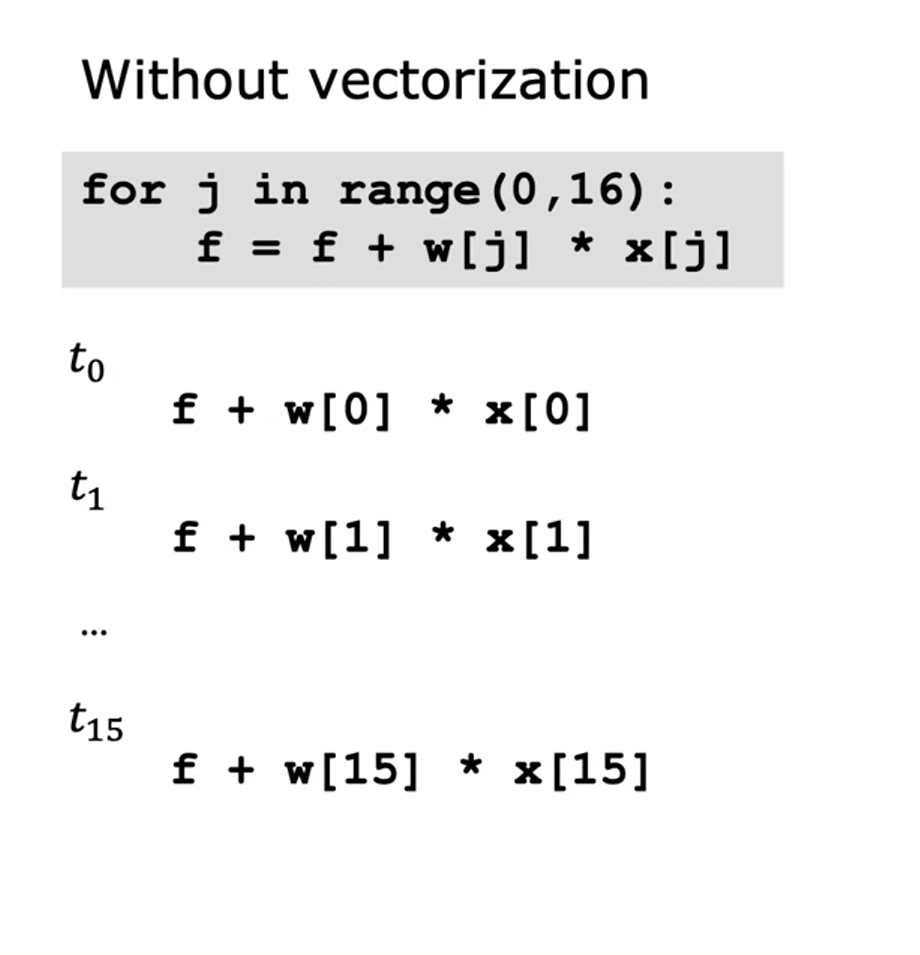 Without vectorization
for j in range(0,16):
f = f + w[j] * x[j]
t₀
f + w[0] * x[0]
t₁
f + w[1] * x[1]
...
t₁₅
f + w[15] * x[15]